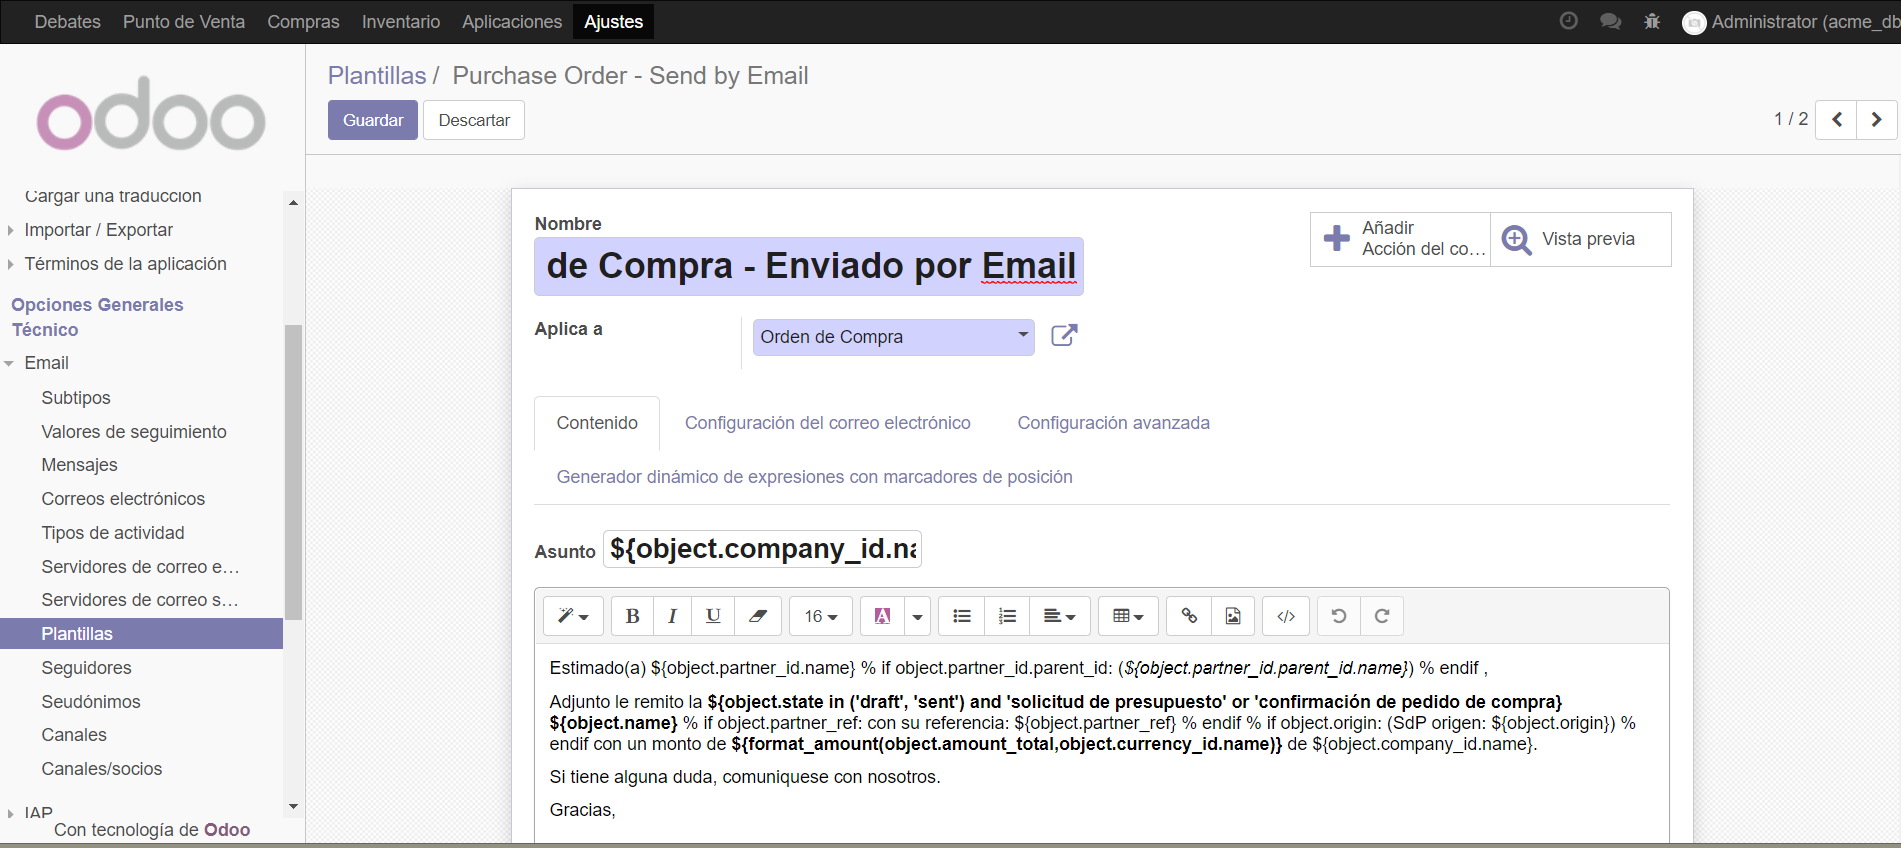 Debates Punto de Venta Compras Inventario Aplicaciones Ajustes Administrator (acme_db
odoo
Cargar una traducción
Importar / Exportar
Términos de la aplicación
Opciones Generales
Técnico
Email
Subtipos
Valores de seguimiento
Mensajes
Correos electrónicos
Tipos de actividad
Servidores de correo e…
Servidores de correo s…
Plantillas
Seguidores
Seudónimos
Canales
Canales/socios
IAP
Con tecnología de Odoo
Plantillas / Purchase Order - Send by Email
Guardar Descartar
1 / 2
Nombre
de Compra - Enviado por Email
Añadir
Acción del co…
Vista previa
Aplica a Orden de Compra
Contenido Configuración del correo electrónico Configuración avanzada
Generador dinámico de expresiones con marcadores de posición
Asunto ${object.company_id.na
B I U 16 A
Estimado(a) ${object.partner_id.name} % if object.partner_id.parent_id: (${object.partner_id.parent_id.name}) % endif ,
Adjunto le remito la ${object.state in ('draft', 'sent') and 'solicitud de presupuesto' or 'confirmación de pedido de compra}
${object.name} % if object.partner_ref: con su referencia: ${object.partner_ref} % endif % if object.origin: (SdP origen: ${object.origin}) %
endif con un monto de ${format_amount(object.amount_total,object.currency_id.name)} de ${object.company_id.name}.
Si tiene alguna duda, comuniquese con nosotros.
Gracias,